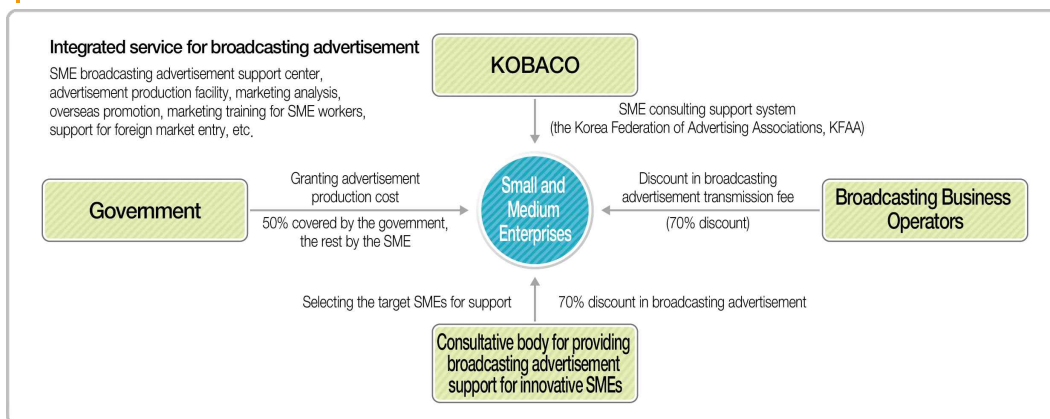 Integrated service for broadcasting advertisement
SME broadcasting advertisement support center,
advertisement production facility, marketing analysis,
overseas promotion, marketing training for SME workers,
support for foreign market entry, etc.
KOBACO
SME consulting support system
(the Korea Federation of Advertising Associations, KFAA)
Government
Granting advertisement
production cost
50% covered by the government,
the rest by the SME
Small and
Medium
Enterprises
Discount in broadcasting
advertisement transmission fee
(70% discount)
Broadcasting Business
Operators
Selecting the target SMEs for support
70% discount in broadcasting advertisement
Consultative body for providing
broadcasting advertisement
support for innovative SMEs